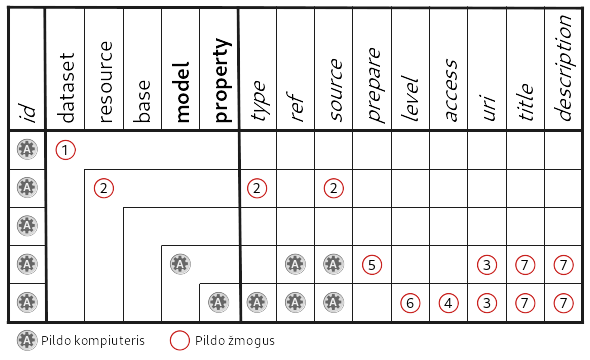 id dataset resource base model property type ref source prepare level access uri title description
A 1
A 2 2 2
A
A A A A 5 3 7 7
A A A A A 6 4 3 7 7
A Pildo kompiuteris Pildo žmogus